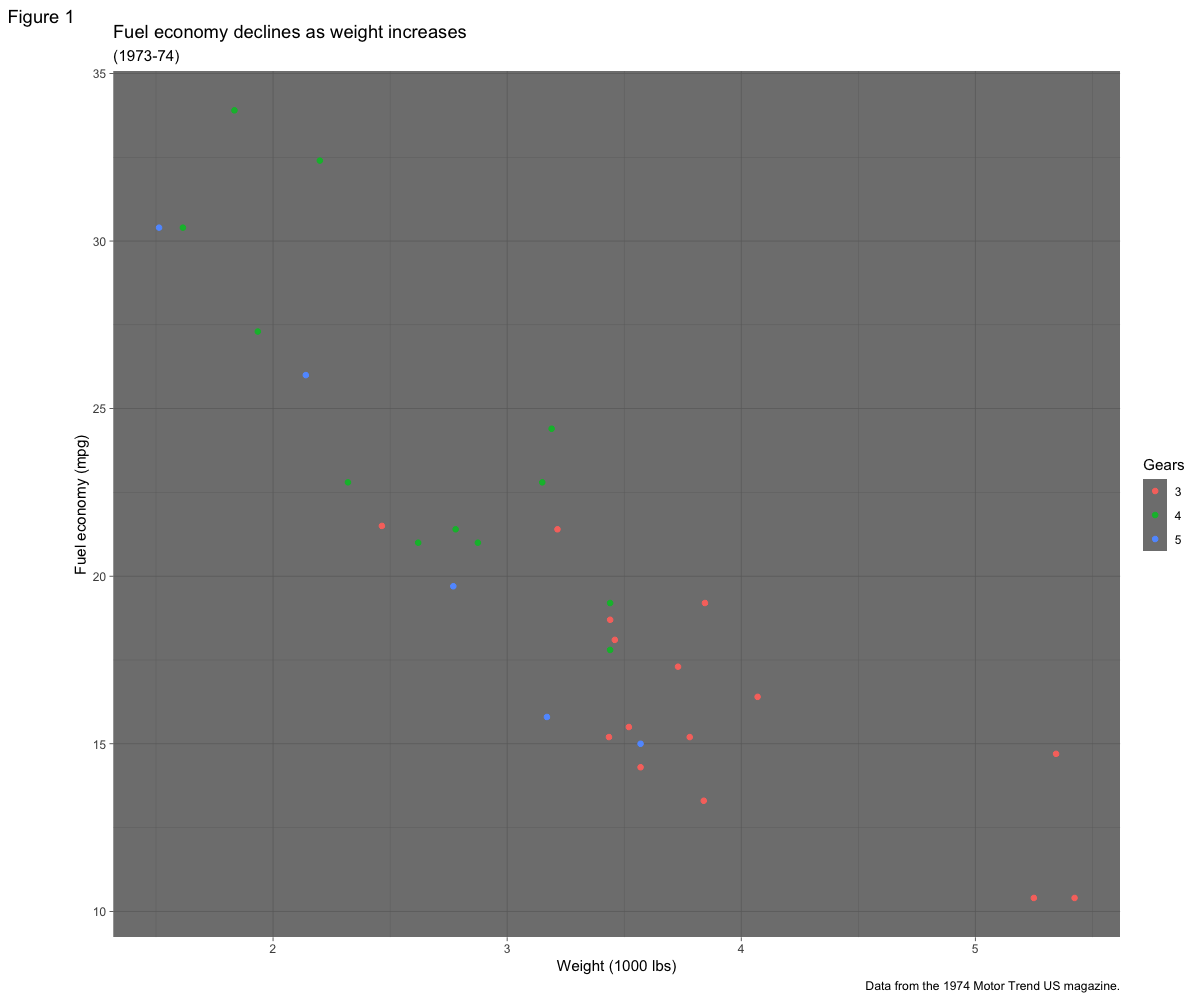 Figure 1
Fuel economy declines as weight increases
(1973-74)
Fuel economy (mpg)
35
30
25
20
15
10
2 3 4 5
Weight (1000 lbs)
Gears
3
4
5
Data from the 1974 Motor Trend US magazine.